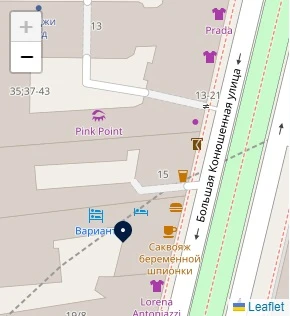 +
−
жи
д
13
Prada
35;37-43
13-21
Pink Point
Большая Конюшенная улица
15
Вариант
Саквояж
беременной
шпионки
Lorena
Antoniazzi
19/8
Leaflet